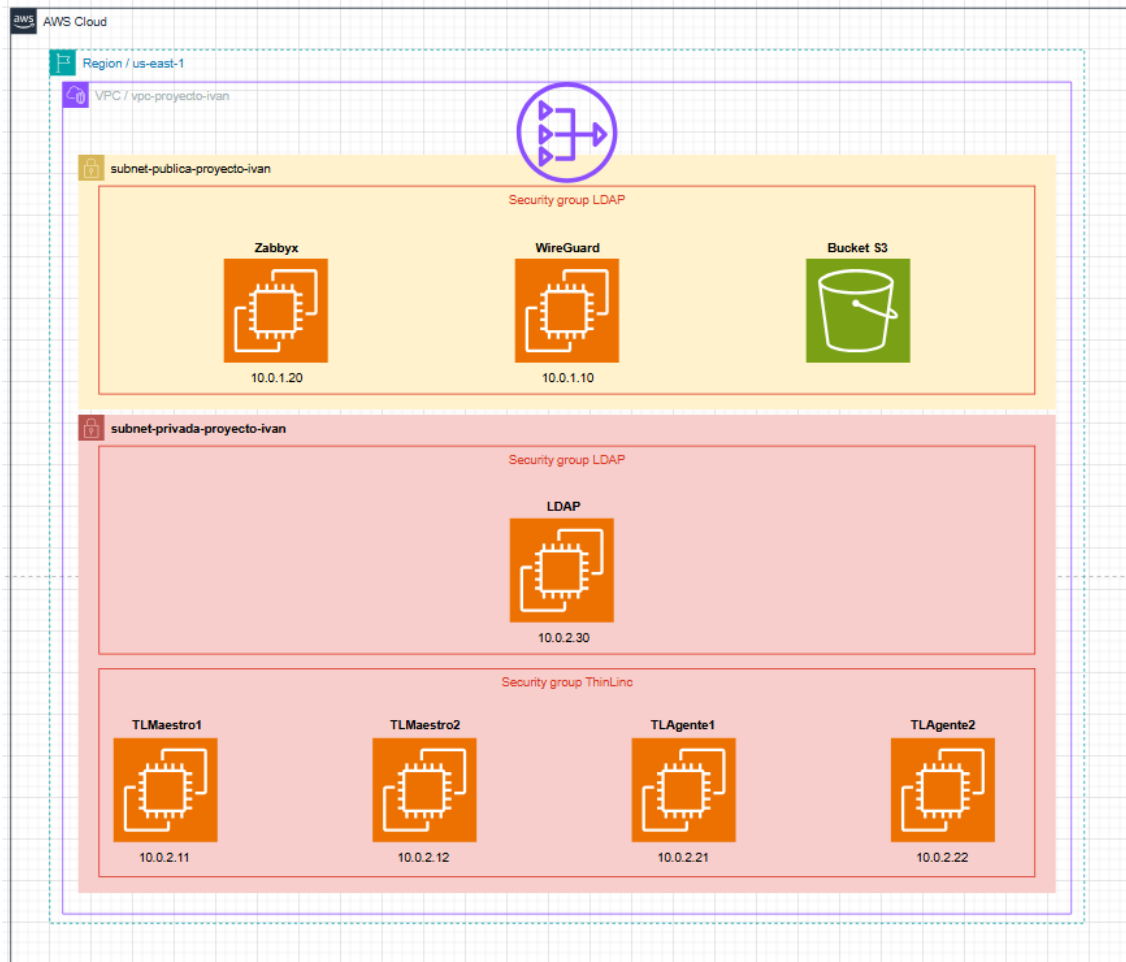 aws AWS Cloud
Region / us-east-1
VPC / vpc-proyecto-ivan
subnet-publica-proyecto-ivan
Security group LDAP
Zabbyx WireGuard Bucket S3
10.0.1.20 10.0.1.10
subnet-privada-proyecto-ivan
Security group LDAP
LDAP
10.0.2.30
Security group ThinLinc
TLMaestro1 TLMaestro2 TLAgente1 TLAgente2
10.0.2.11 10.0.2.12 10.0.2.21 10.0.2.22